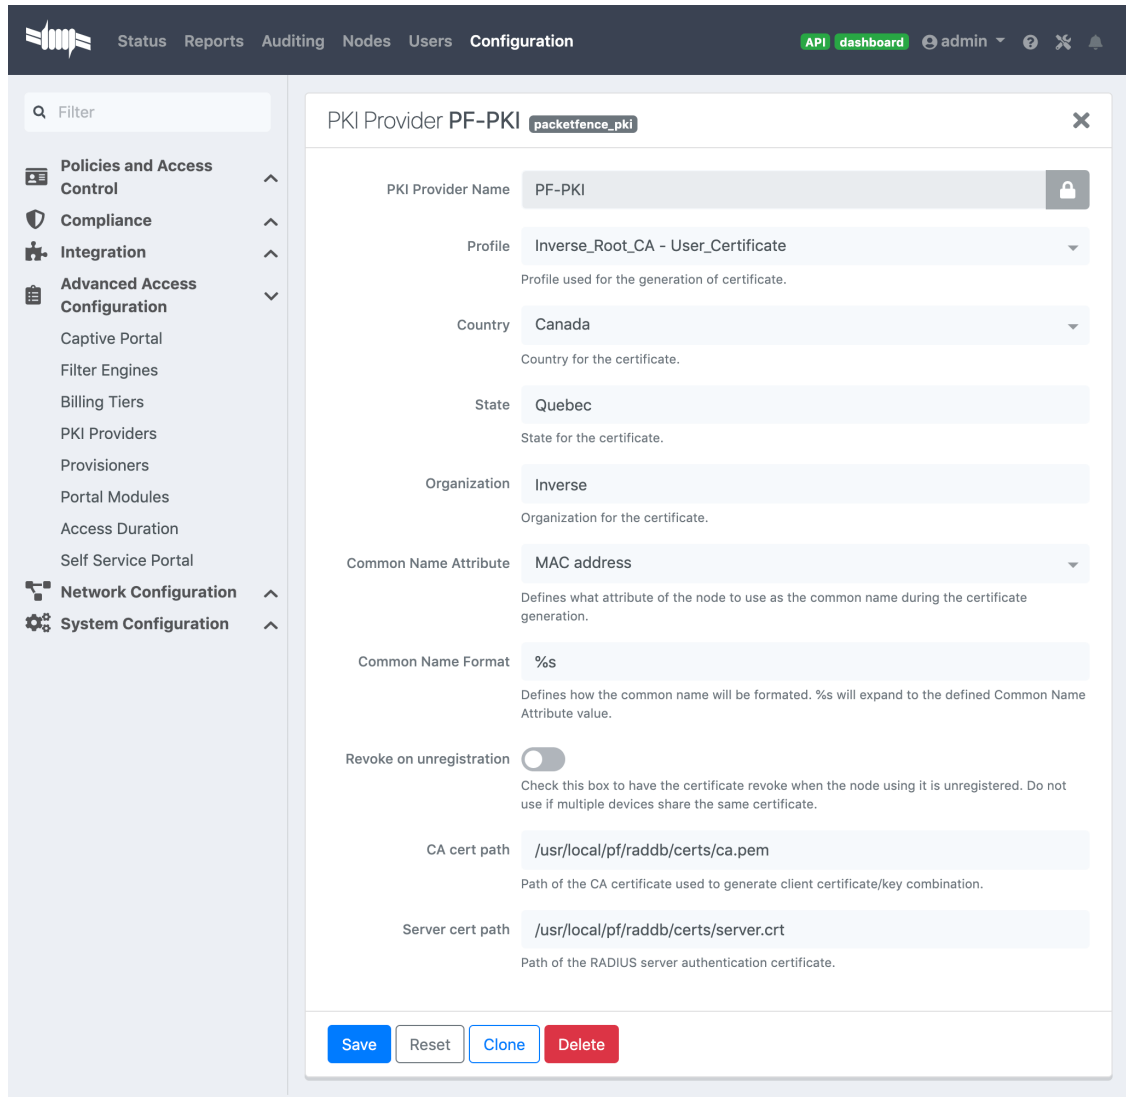 Status Reports Auditing Nodes Users Configuration API dashboard admin
Filter
Policies and Access
Control
Compliance
Integration
Advanced Access
Configuration
Captive Portal
Filter Engines
Billing Tiers
PKI Providers
Provisioners
Portal Modules
Access Duration
Self Service Portal
Network Configuration
System Configuration
PKI Provider PF-PKI packetfence_pki
PKI Provider Name PF-PKI
Profile Inverse_Root_CA - User_Certificate
Profile used for the generation of certificate.
Country Canada
Country for the certificate.
State Quebec
State for the certificate.
Organization Inverse
Organization for the certificate.
Common Name Attribute MAC address
Defines what attribute of the node to use as the common name during the certificate
generation.
Common Name Format %s
Defines how the common name will be formated. %s will expand to the defined Common Name
Attribute value.
Revoke on unregistration
Check this box to have the certificate revoke when the node using it is unregistered. Do not
use if multiple devices share the same certificate.
CA cert path /usr/local/pf/raddb/certs/ca.pem
Path of the CA certificate used to generate client certificate/key combination.
Server cert path /usr/local/pf/raddb/certs/server.crt
Path of the RADIUS server authentication certificate.
Save Reset Clone Delete